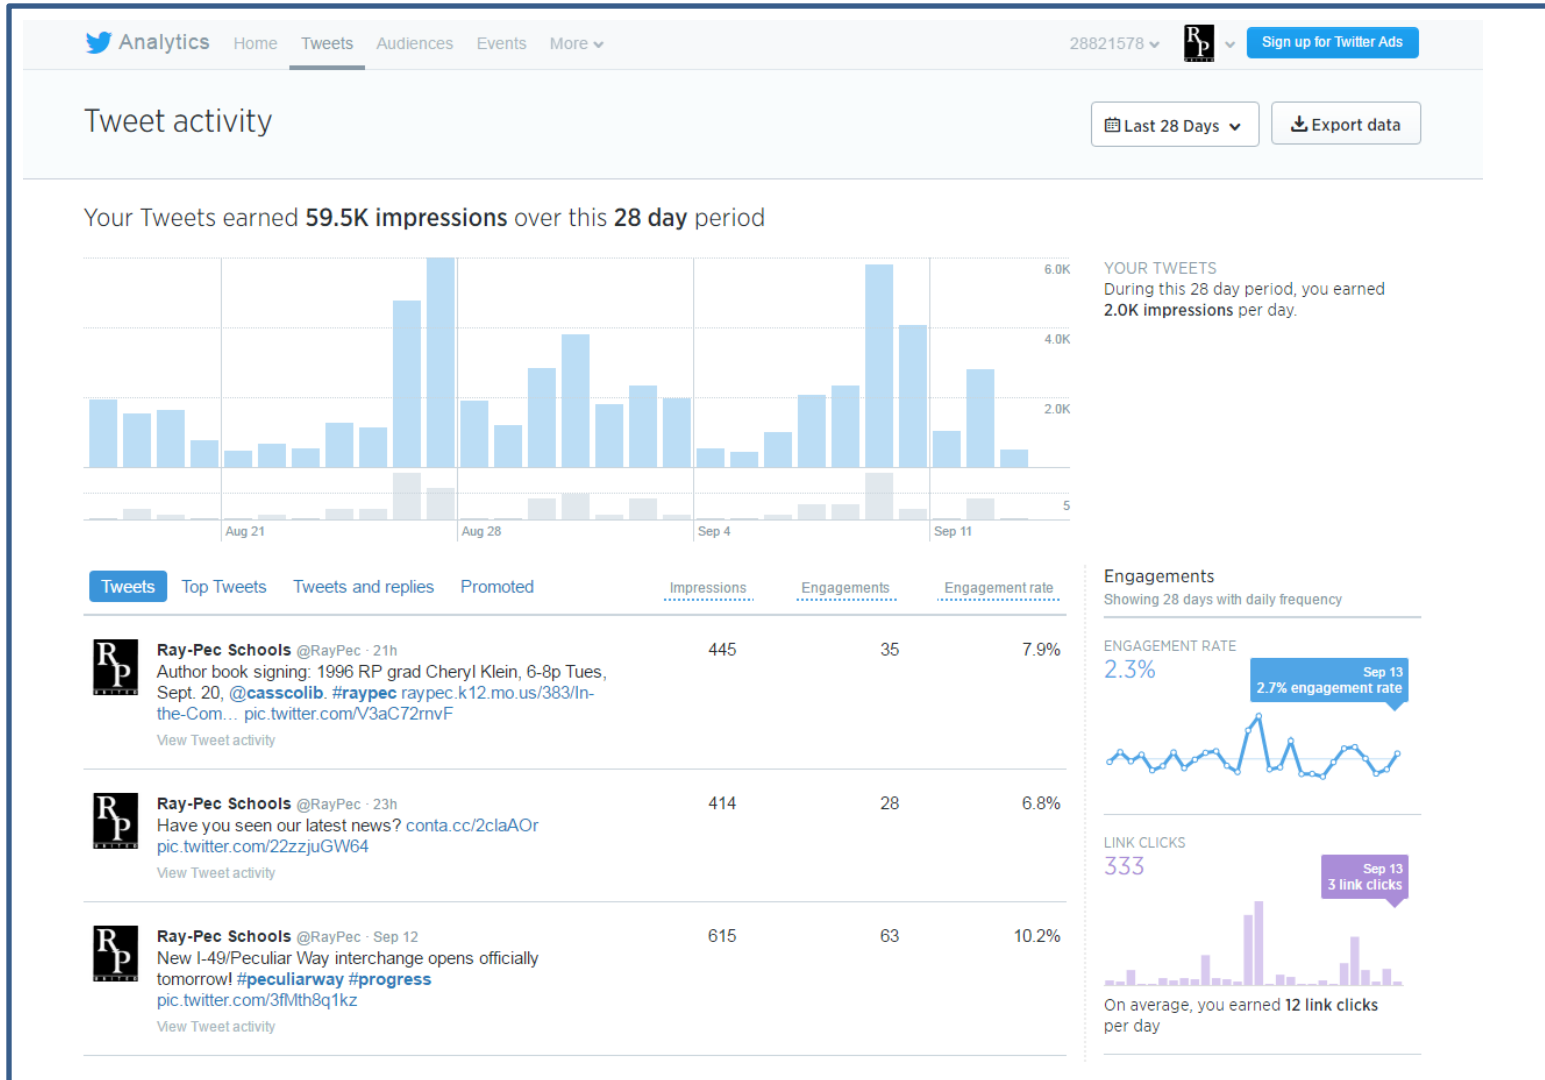 Analytics Home Tweets Audiences Events More
28821578
RP
UNITED
Sign up for Twitter Ads
Tweet activity
Last 28 Days
Export data
Your Tweets earned 59.5K impressions over this 28 day period
6.0K
4.0K
2.0K
5
Aug 21
Aug 28
Sep 4
Sep 11
YOUR TWEETS
During this 28 day period, you earned
2.0K impressions per day.
Tweets Top Tweets Tweets and replies Promoted
Impressions Engagements Engagement rate
RP
UNITED
Ray-Pec Schools @RayPec · 21h
Author book signing: 1996 RP grad Cheryl Klein, 6-8p Tues,
Sept. 20, @casscolib. #raypec raypec.k12.mo.us/383/In-
the-Com… pic.twitter.com/V3aC72rnvF
View Tweet activity
445 35 7.9%
RP
UNITED
Ray-Pec Schools @RayPec · 23h
Have you seen our latest news? conta.cc/2claAOr
pic.twitter.com/22zzjuGW64
View Tweet activity
414 28 6.8%
RP
UNITED
Ray-Pec Schools @RayPec · Sep 12
New I-49/Peculiar Way interchange opens officially
tomorrow! #peculiarway #progress
pic.twitter.com/3fMth8q1kz
View Tweet activity
615 63 10.2%
Engagements
Showing 28 days with daily frequency
ENGAGEMENT RATE
2.3%
Sep 13
2.7% engagement rate
LINK CLICKS
333
Sep 13
3 link clicks
On average, you earned 12 link clicks
per day